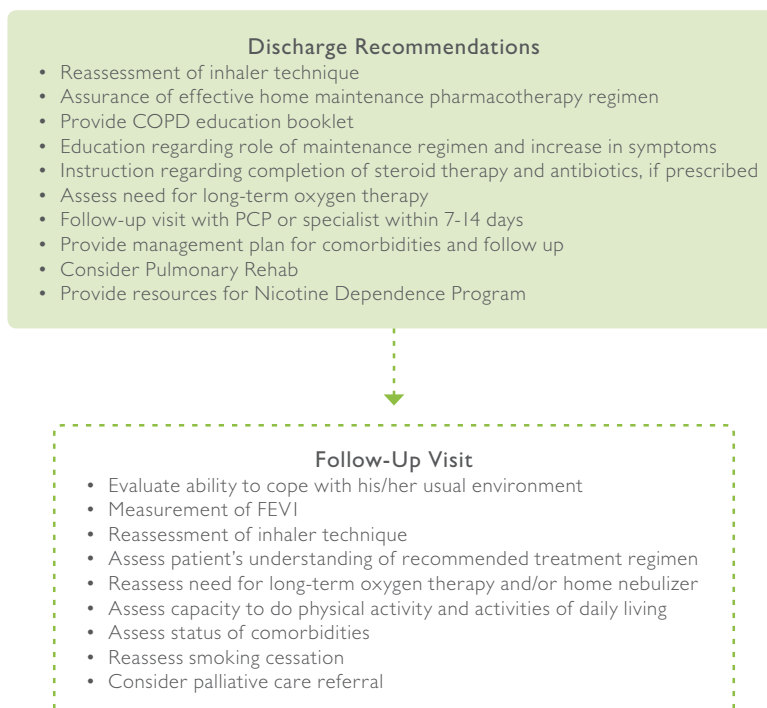 Discharge Recommendations
• Reassessment of inhaler technique
• Assurance of effective home maintenance pharmacotherapy regimen
• Provide COPD education booklet
• Education regarding role of maintenance regimen and increase in symptoms
• Instruction regarding completion of steroid therapy and antibiotics, if prescribed
• Assess need for long-term oxygen therapy
• Follow-up visit with PCP or specialist within 7-14 days
• Provide management plan for comorbidities and follow up
• Consider Pulmonary Rehab
• Provide resources for Nicotine Dependence Program
Follow-Up Visit
• Evaluate ability to cope with his/her usual environment
• Measurement of FEV1
• Reassessment of inhaler technique
• Assess patient's understanding of recommended treatment regimen
• Reassess need for long-term oxygen therapy and/or home nebulizer
• Assess capacity to do physical activity and activities of daily living
• Assess status of comorbidities
• Reassess smoking cessation
• Consider palliative care referral